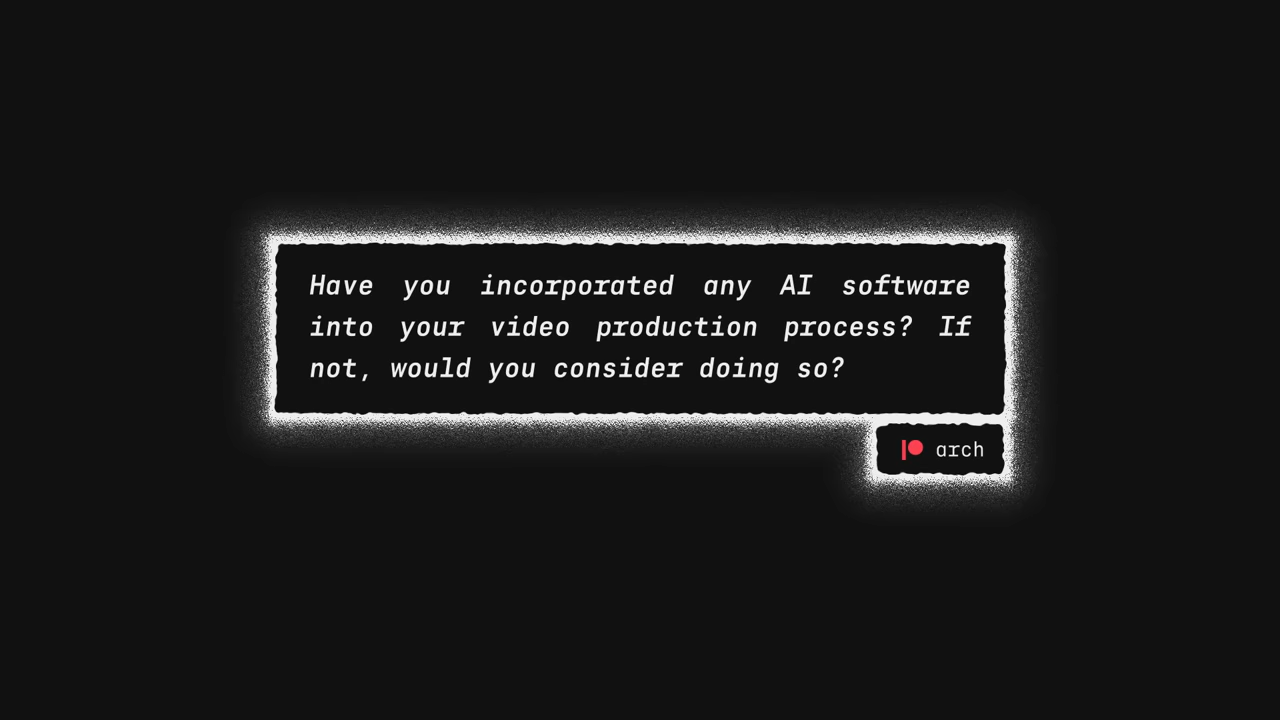 Have you incorporated any AI software
into your video production process? If
not, would you consider doing so?
arch